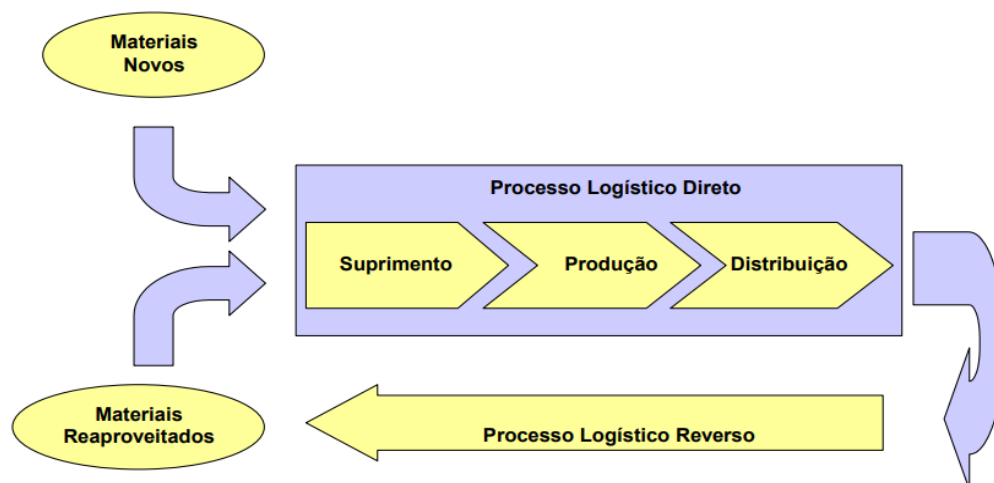 Materiais
Novos
Processo Logístico Direto
Suprimento
Produção
Distribuição
Materiais
Reaproveitados
Processo Logístico Reverso